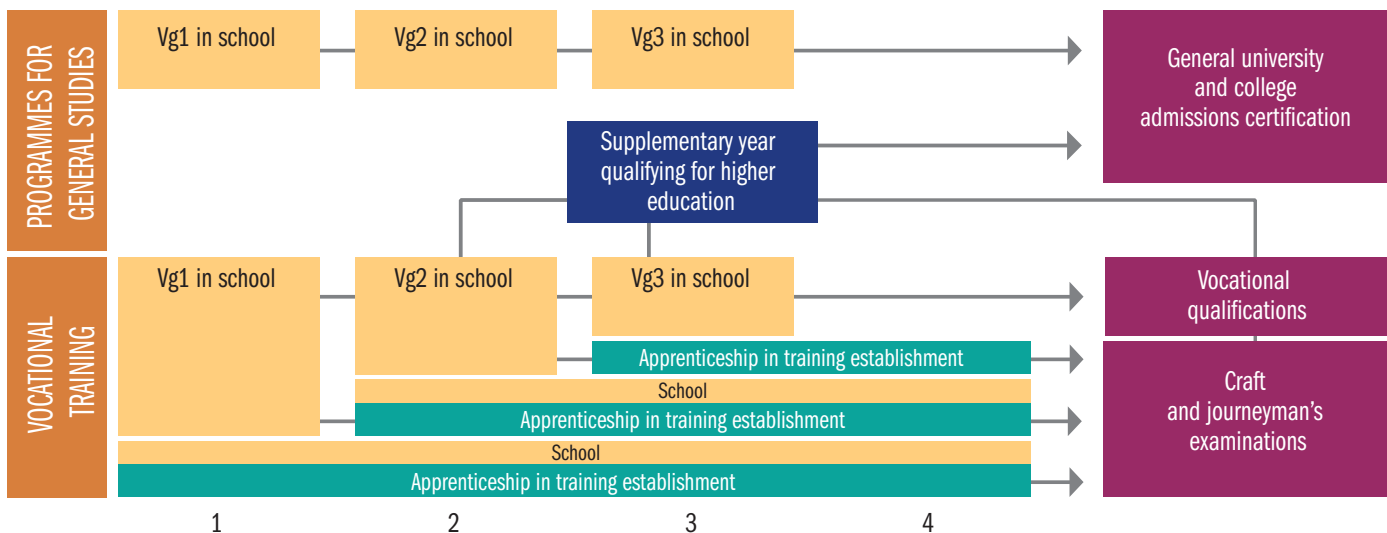 PROGRAMMES FOR
GENERAL STUDIES
Vg1 in school
Vg2 in school
Vg3 in school
General university
and college
admissions certification
Supplementary year
qualifying for higher
education
VOCATIONAL
TRAINING
Vg1 in school
Vg2 in school
Vg3 in school
Vocational
qualifications
Apprenticeship in training establishment
School
Apprenticeship in training establishment
Craft
and journeyman’s
examinations
School
Apprenticeship in training establishment
1
2
3
4